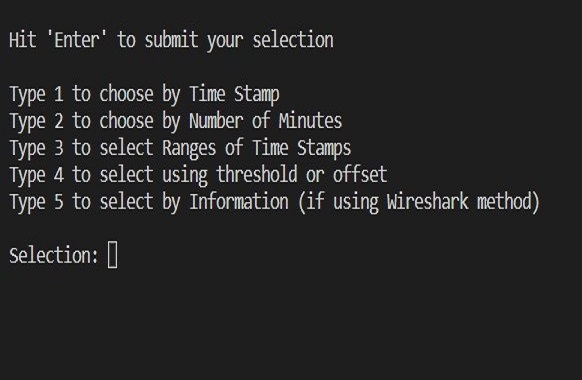 Hit 'Enter' to submit your selection
Type 1 to choose by Time Stamp
Type 2 to choose by Number of Minutes
Type 3 to select Ranges of Time Stamps
Type 4 to select using threshold or offset
Type 5 to select by Information (if using Wireshark method)
Selection: